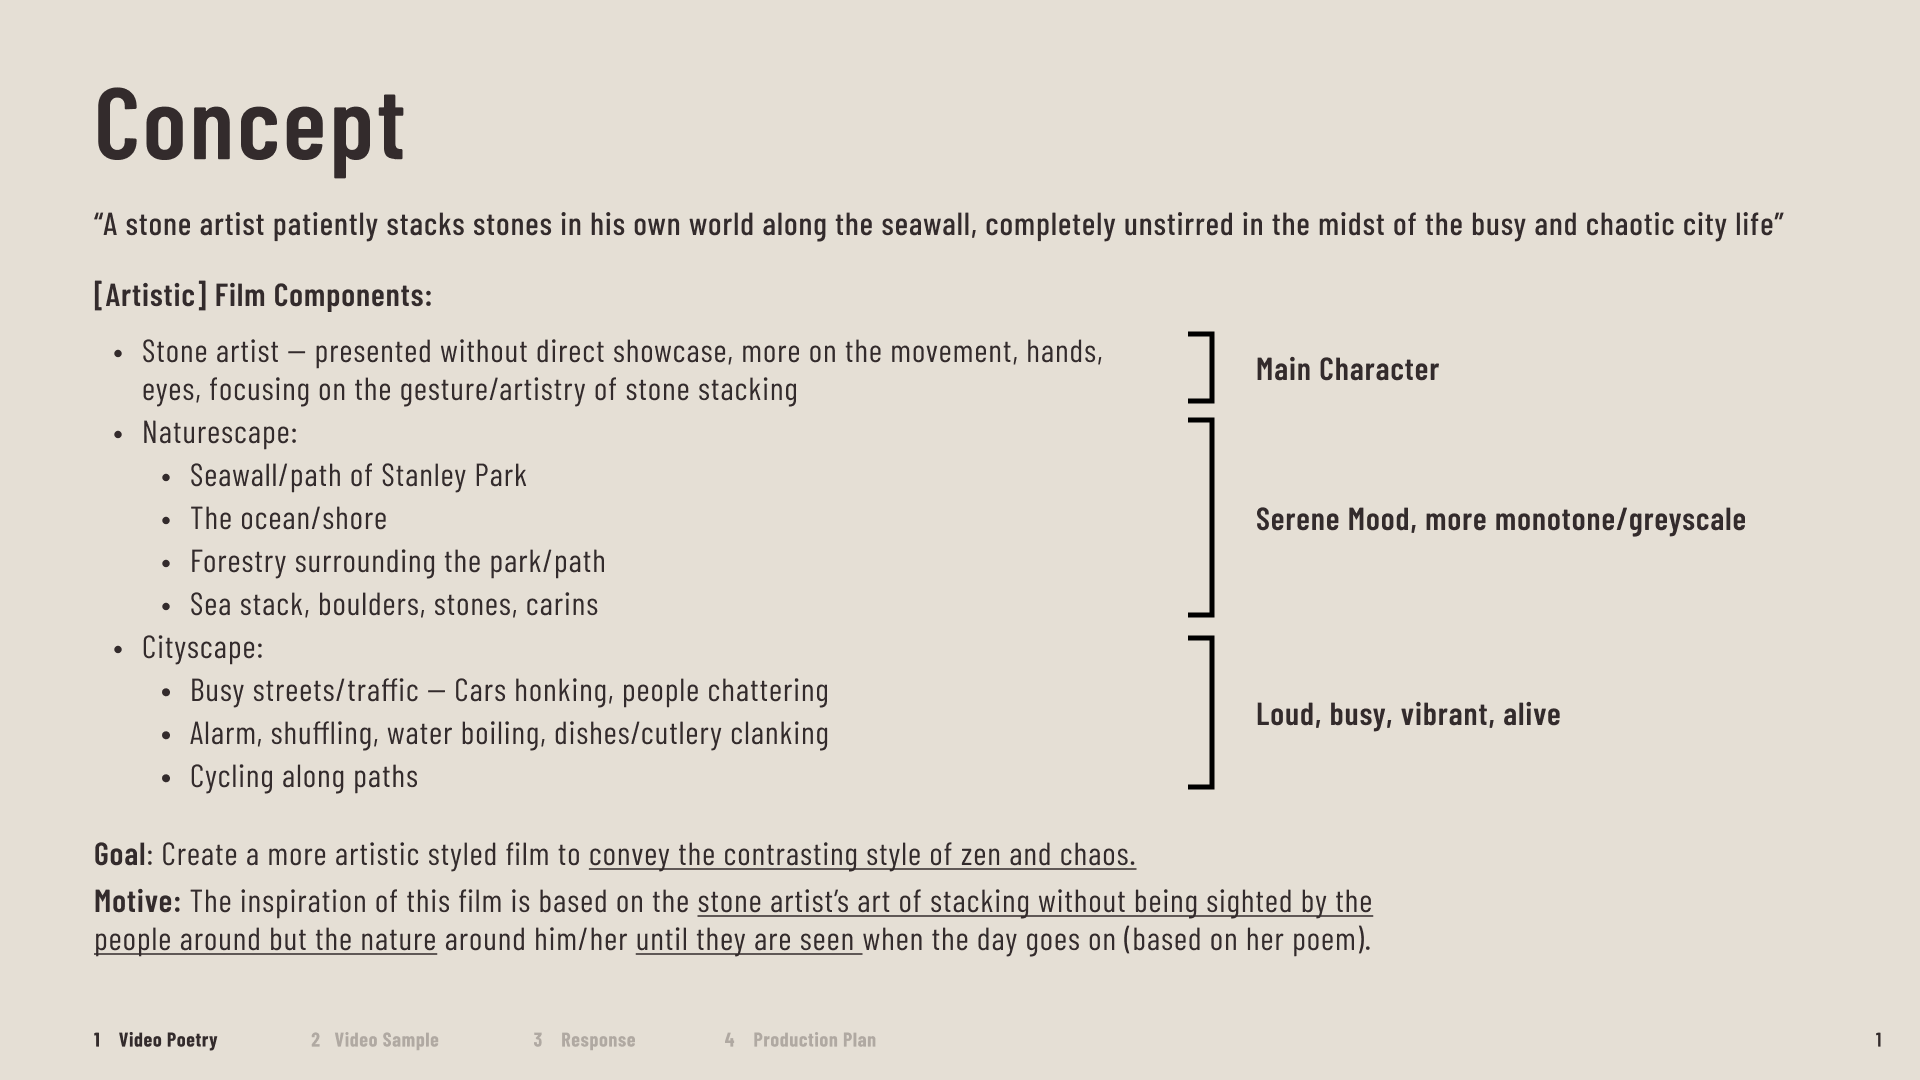 Concept
“A stone artist patiently stacks stones in his own world along the seawall, completely unstirred in the midst of the busy and chaotic city life”
[Artistic] Film Components:
• Stone artist — presented without direct showcase, more on the movement, hands,
eyes, focusing on the gesture/artistry of stone stacking
Main Character
• Naturescape:
• Seawall/path of Stanley Park
• The ocean/shore
• Forestry surrounding the park/path
• Sea stack, boulders, stones, carins
Serene Mood, more monotone/greyscale
• Cityscape:
• Busy streets/traffic — Cars honking, people chattering
• Alarm, shuffling, water boiling, dishes/cutlery clanking
• Cycling along paths
Loud, busy, vibrant, alive
Goal: Create a more artistic styled film to convey the contrasting style of zen and chaos.
Motive: The inspiration of this film is based on the stone artist’s art of stacking without being sighted by the
people around but the nature around him/her until they are seen when the day goes on (based on her poem).
1 Video Poetry 2 Video Sample 3 Response 4 Production Plan 1